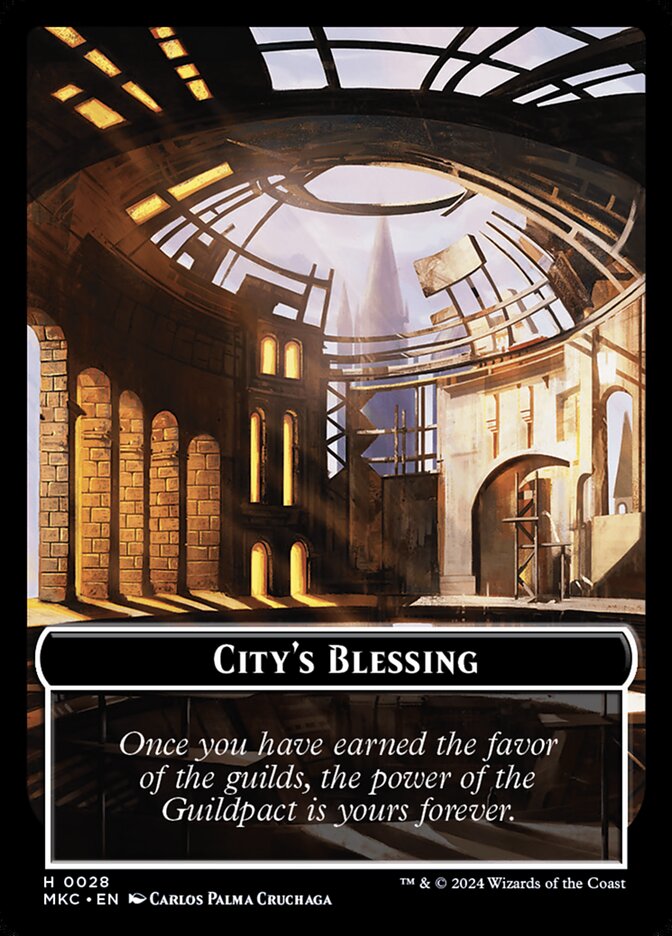 City's Blessing
Once you have earned the favor
of the guilds, the power of the
Guildpact is yours forever.
H 0028
MKC • EN Carlos Palma Cruchaga
™ & © 2024 Wizards of the Coast